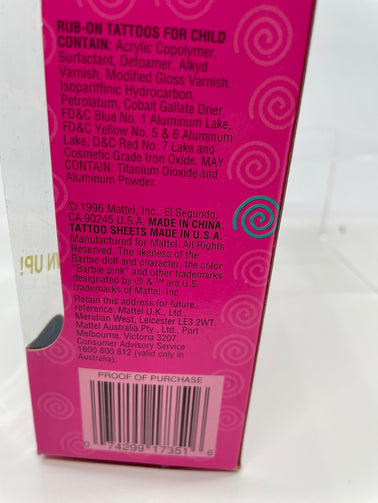 RUB-ON TATTOOS FOR CHILD
CONTAIN: Acrylic Copolymer,
Surfactant, Defoamer, Alkyd
Varnish, Modified Gloss Varnish,
Isopariffinic Hydrocarbon,
Petrolatum, Cobalt Gallate Drier,
FD&C Blue No. 1 Aluminum Lake,
FD&C Yellow No. 5 & 6 Aluminum
Lake, D&C Red No. 7 Lake and
Cosmetic Grade Iron Oxide. MAY
CONTAIN: Titanium Dioxide and
Aluminum Powder.
© 1996 Mattel, Inc., El Segundo,
CA 90245 U.S.A. MADE IN CHINA.
TATTOO SHEETS MADE IN U.S.A.
Manufactured for Mattel. All Rights
Reserved. The likeness of the
Barbie doll and character, the color
"Barbie pink" and other trademarks
designated by ® & ™ are U.S.
trademarks of Mattel, Inc.
Retain this address for future
reference: Mattel U.K., Ltd.,
Meridian West, Leicester LE3 2WT.
Mattel Australia Pty., Ltd., Port
Melbourne, Victoria 3207.
Consumer Advisory Service
1800 800 812 (valid only in
Australia).
PROOF OF PURCHASE
0 74299 17351 6
N UP!